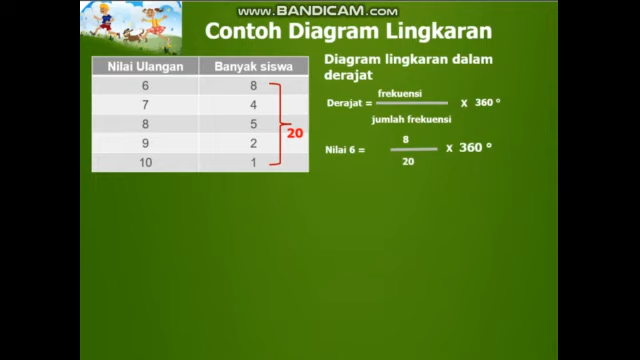 www.BANDICAM.com
Contoh Diagram Lingkaran
Nilai Ulangan Banyak siswa
6 8
7 4
8 5
9 2
10 1
20
Diagram lingkaran dalam
derajat
Derajat = frekuensi X 360 °
jumlah frekuensi
Nilai 6 = 8 X 360 °
20